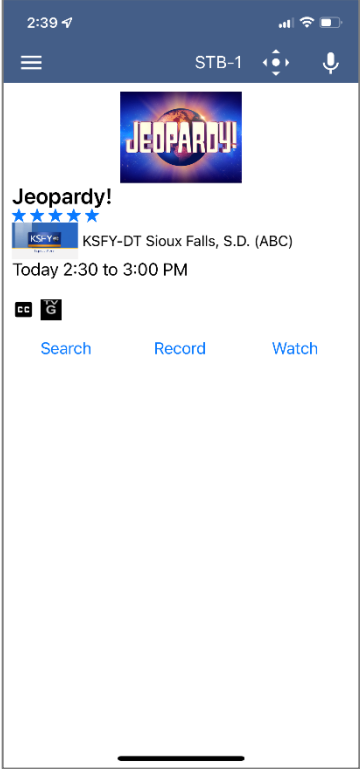 2:39
STB-1
JEOPARDY!
Jeopardy!
KSFY
KSFY-DT Sioux Falls, S.D. (ABC)
Today 2:30 to 3:00 PM
CC TV G
Search Record Watch